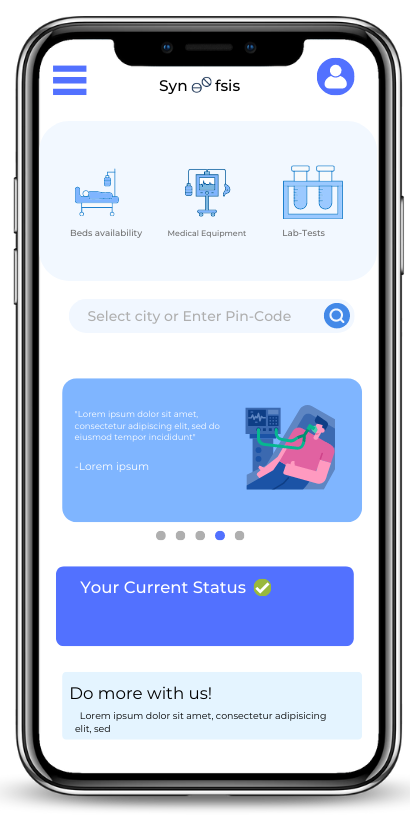 Syn fsis
Beds availability
Medical Equipment
Lab-Tests
Select city or Enter Pin-Code
"Lorem ipsum dolor sit amet,
consectetur adipiscing elit, sed do
eiusmod tempor incididunt"
-Lorem ipsum
Your Current Status
Do more with us!
Lorem ipsum dolor sit amet, consectetur adipisicing
elit, sed